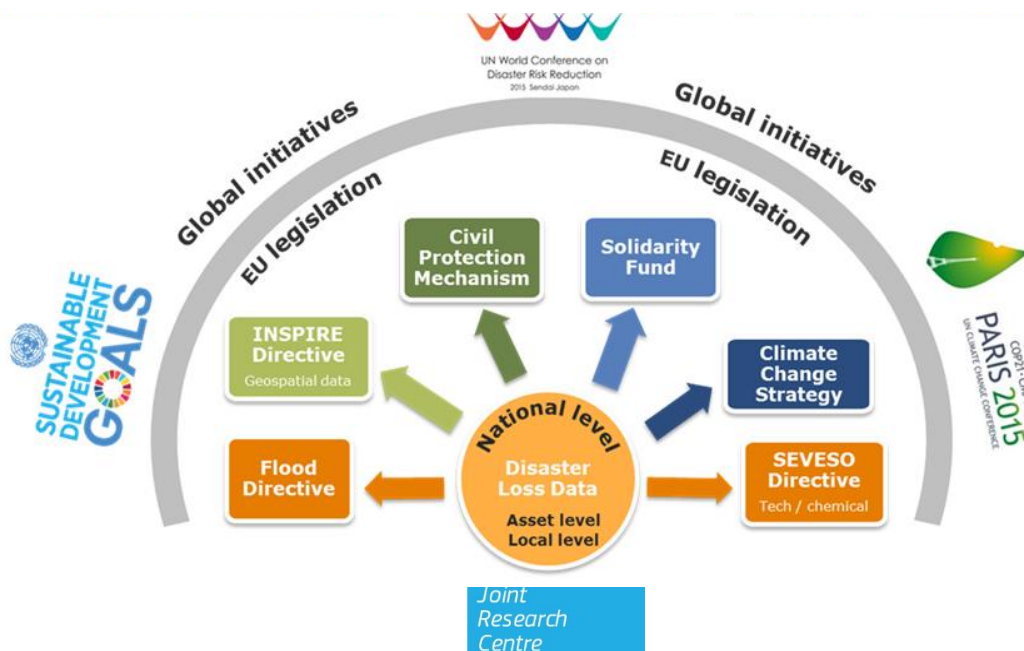 UN World Conference on
Disaster Risk Reduction
2015 Sendai Japan
Global initiatives
Global initiatives
EU legislation
EU legislation
Civil
Protection
Mechanism
Solidarity
Fund
SUSTAINABLE
DEVELOPMENT
GOALS
INSPIRE
Directive
Geospatial data
Climate
Change
Strategy
PARIS 2015
UN CLIMATE CHANGE CONFERENCE
National level
Disaster
Loss Data
Asset level
Local level
Flood
Directive
SEVESO
Directive
Tech / chemical
Joint
Research
Centre